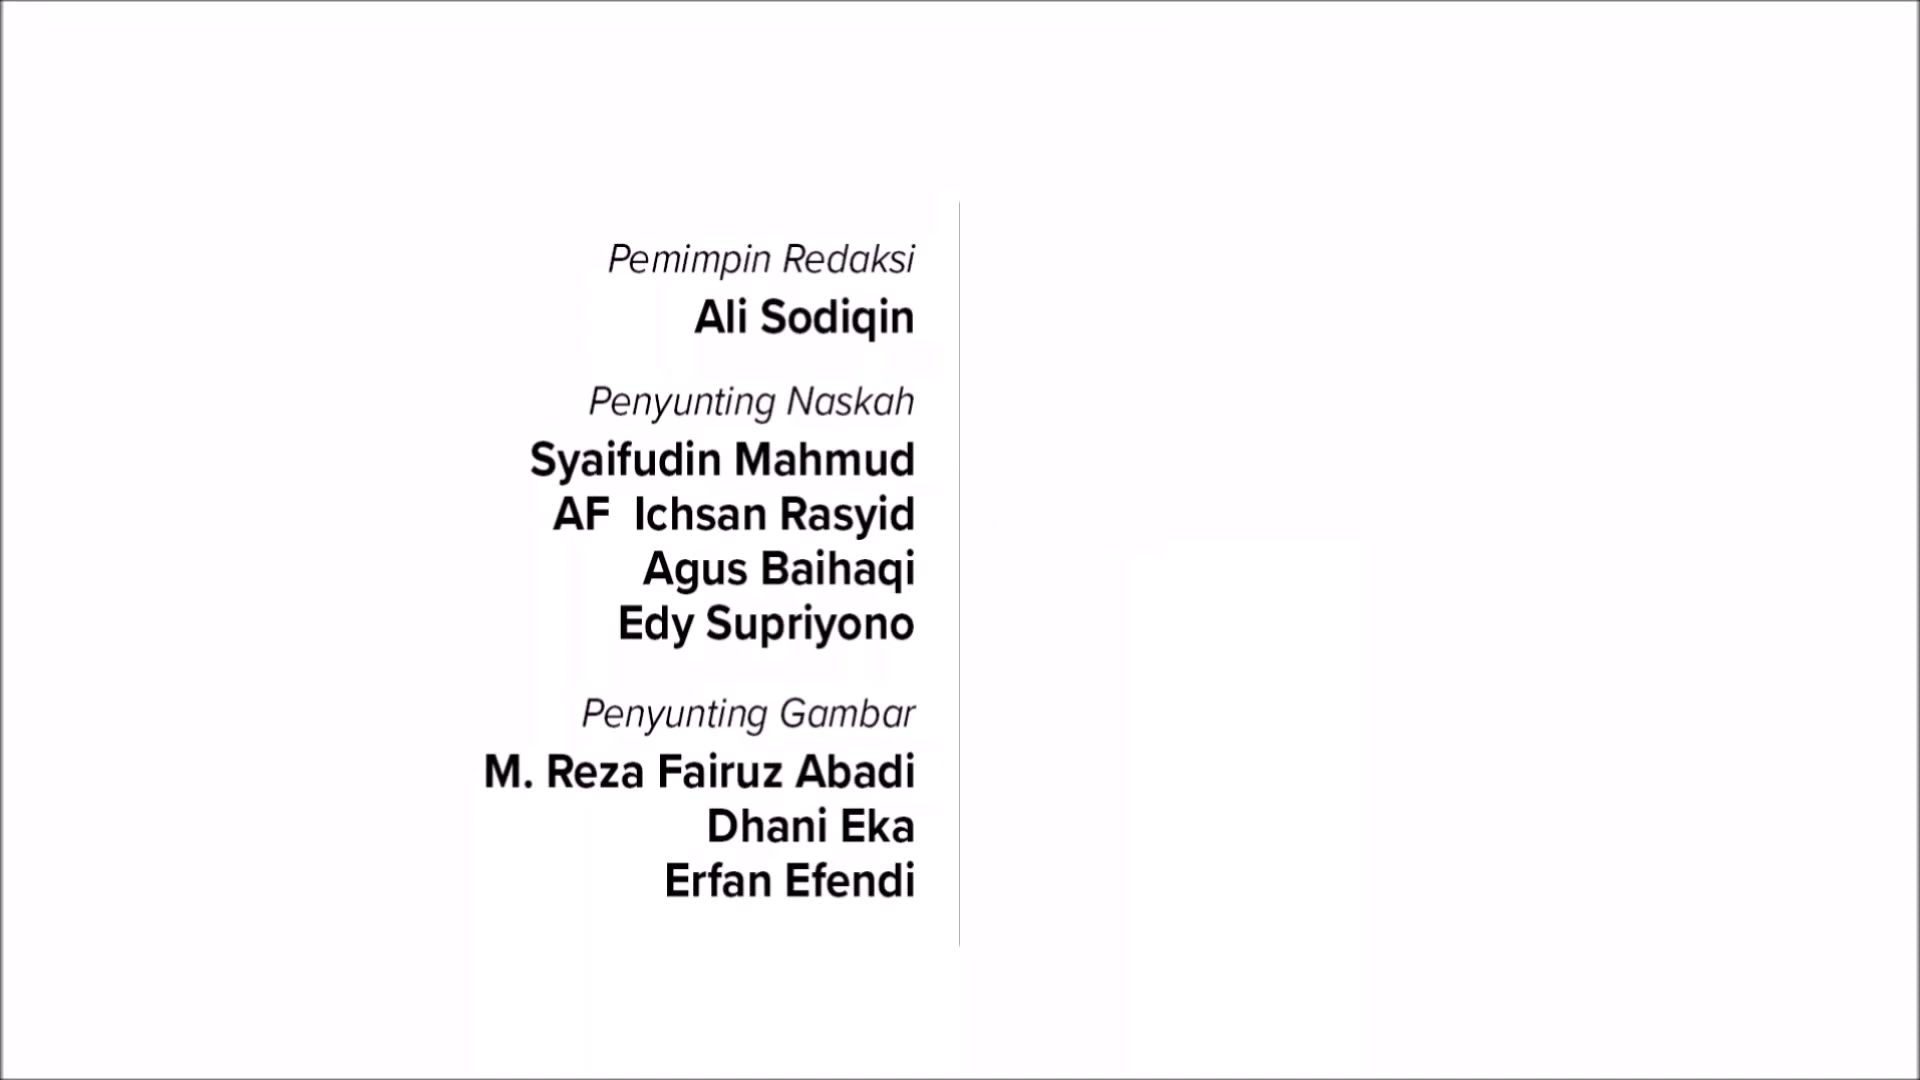 Pemimpin Redaksi
Ali Sodiqin
Penyunting Naskah
Syaifudin Mahmud
AF  Ichsan Rasyid
Agus Baihaqi
Edy Supriyono
Penyunting Gambar
M. Reza Fairuz Abadi
Dhani Eka
Erfan Efendi